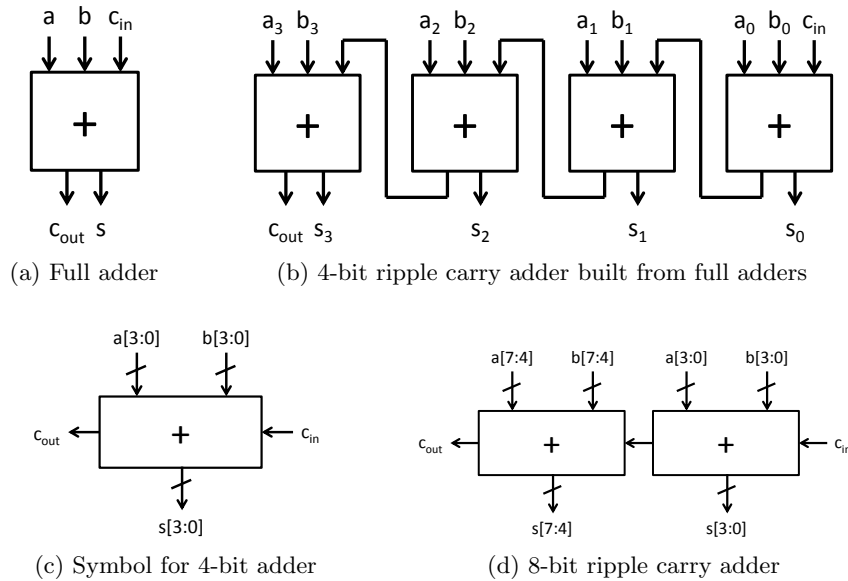 a b c_in
+
c_out s
(a) Full adder
a_3 b_3 a_2 b_2 a_1 b_1 a_0 b_0 c_in
+ + + +
c_out s_3 s_2 s_1 s_0
(b) 4-bit ripple carry adder built from full adders
a[3:0] b[3:0]
c_out + c_in
s[3:0]
(c) Symbol for 4-bit adder
a[7:4] b[7:4] a[3:0] b[3:0]
c_out + + c_in
s[7:4] s[3:0]
(d) 8-bit ripple carry adder